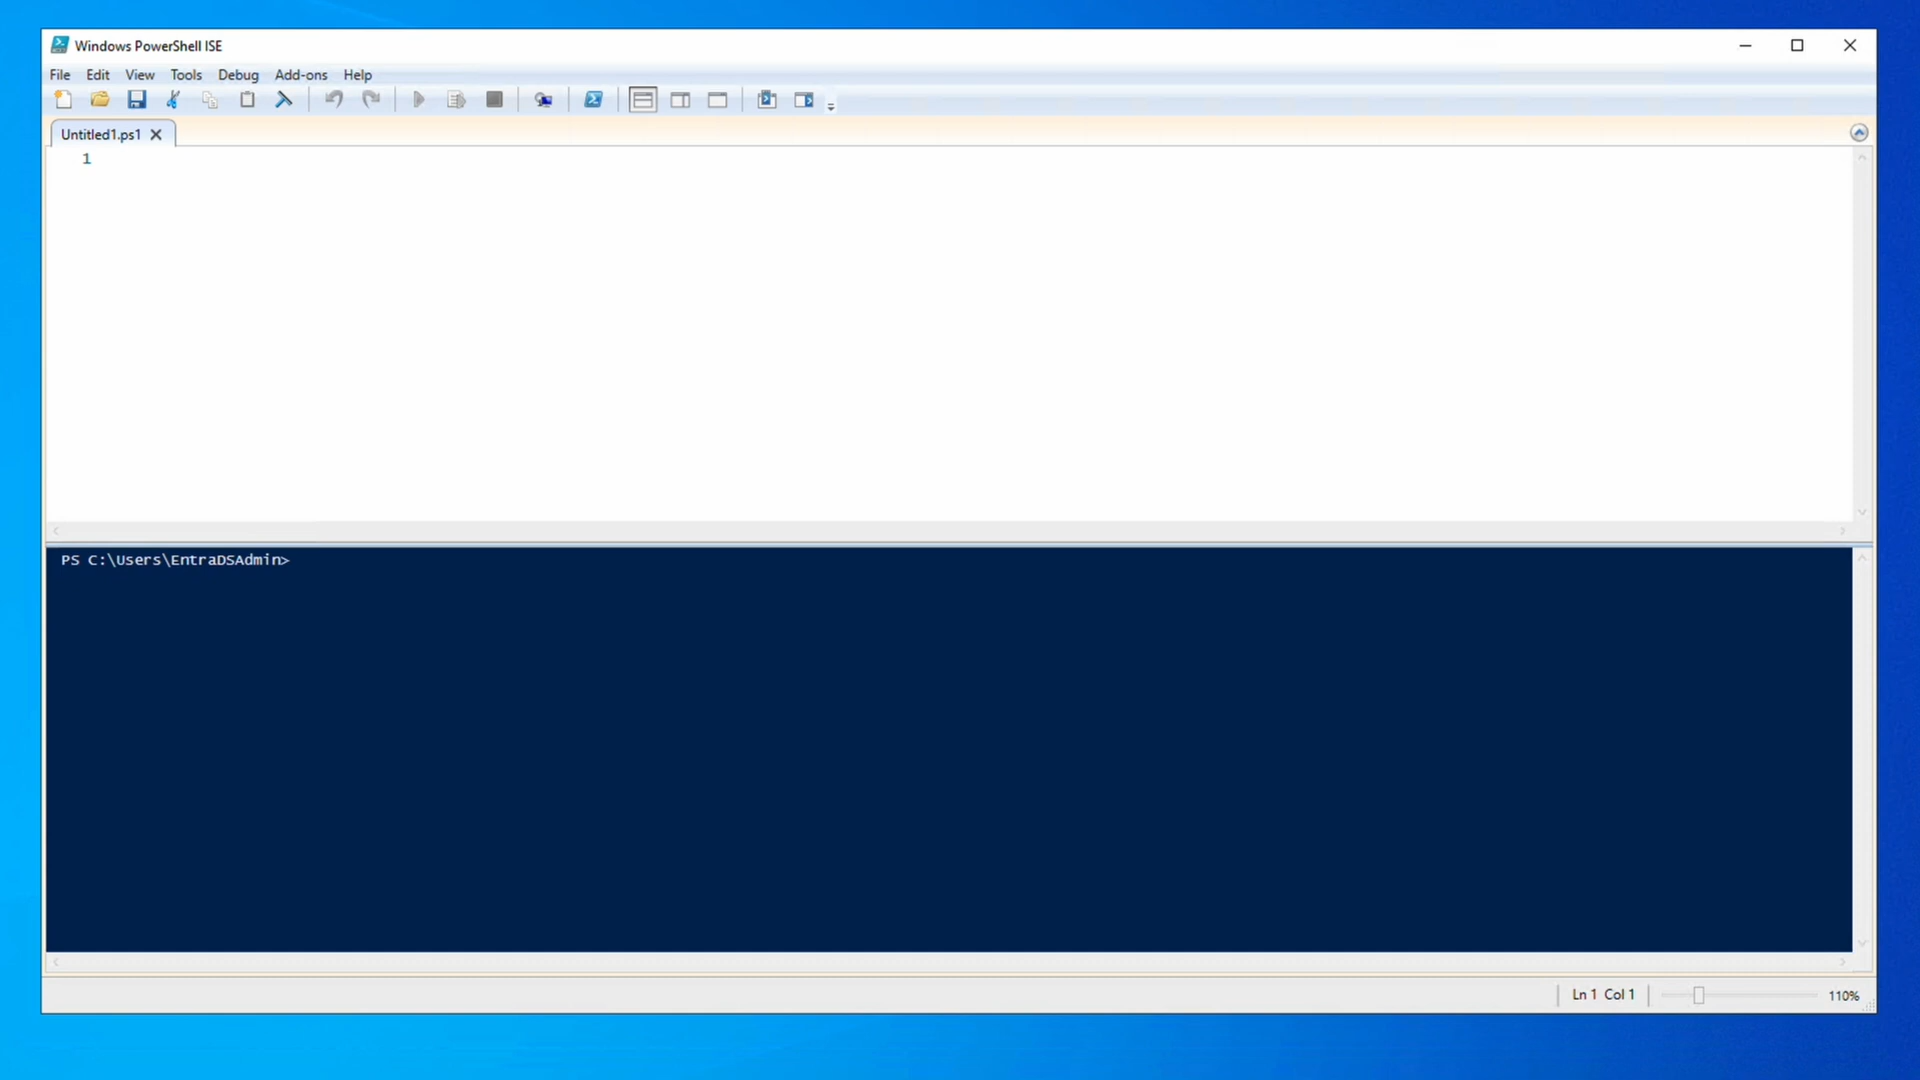 Windows PowerShell ISE
File Edit View Tools Debug Add-ons Help
Untitled1.ps1
1
PS C:\Users\EntraDSAdmin>
Ln 1 Col 1
110%